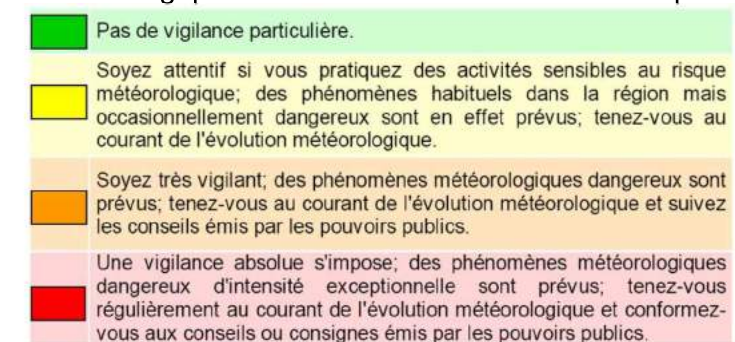 Pas de vigilance particulière.
Soyez attentif si vous pratiquez des activités sensibles au risque
météorologique; des phénomènes habituels dans la région mais
occasionnellement dangereux sont en effet prévus; tenez-vous au
courant de l'évolution météorologique.
Soyez très vigilant; des phénomènes météorologiques dangereux sont
prévus; tenez-vous au courant de l'évolution météorologique et suivez
les conseils émis par les pouvoirs publics.
Une vigilance absolue s'impose; des phénomènes météorologiques
dangereux d'intensité exceptionnelle sont prévus; tenez-vous
régulièrement au courant de l'évolution météorologique et conformez-
vous aux conseils ou consignes émis par les pouvoirs publics.